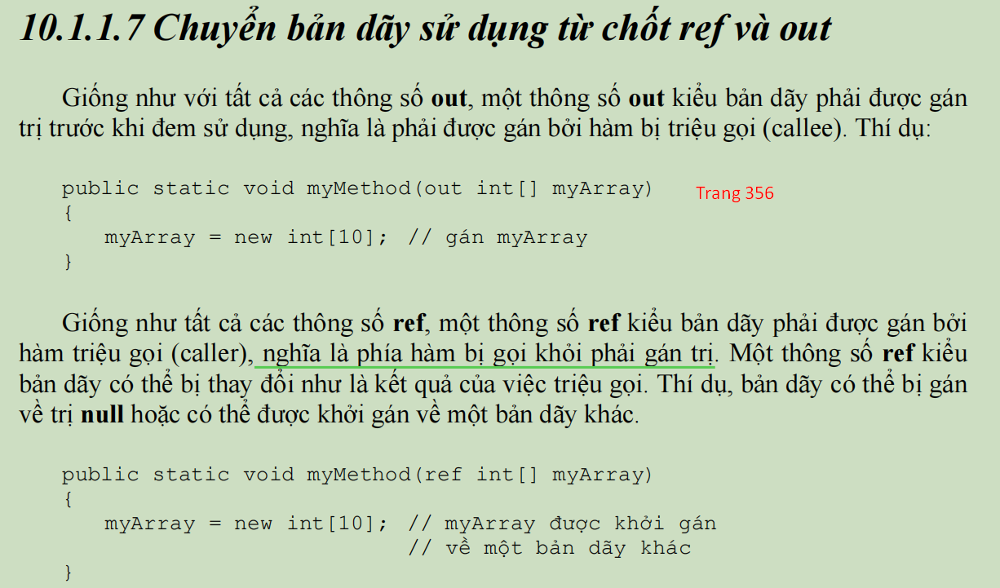 10.1.1.7 Chuyển bản dãy sử dụng từ chốt ref và out
Giống như với tất cả các thông số out, một thông số out kiểu bản dãy phải được gán
trị trước khi đem sử dụng, nghĩa là phải được gán bởi hàm bị triệu gọi (callee). Thí dụ:
public static void myMethod(out int[] myArray)
Trang 356
{
myArray = new int[10]; // gán myArray
}
Giống như tất cả các thông số ref, một thông số ref kiểu bản dãy phải được gán bởi
hàm triệu gọi (caller), nghĩa là phía hàm bị gọi khỏi phải gán trị. Một thông số ref kiểu
bản dãy có thể bị thay đổi như là kết quả của việc triệu gọi. Thí dụ, bản dãy có thể bị gán
về trị null hoặc có thể được khởi gán về một bản dãy khác.
public static void myMethod(ref int[] myArray)
{
myArray = new int[10]; // myArray được khởi gán
// về một bản dãy khác
}